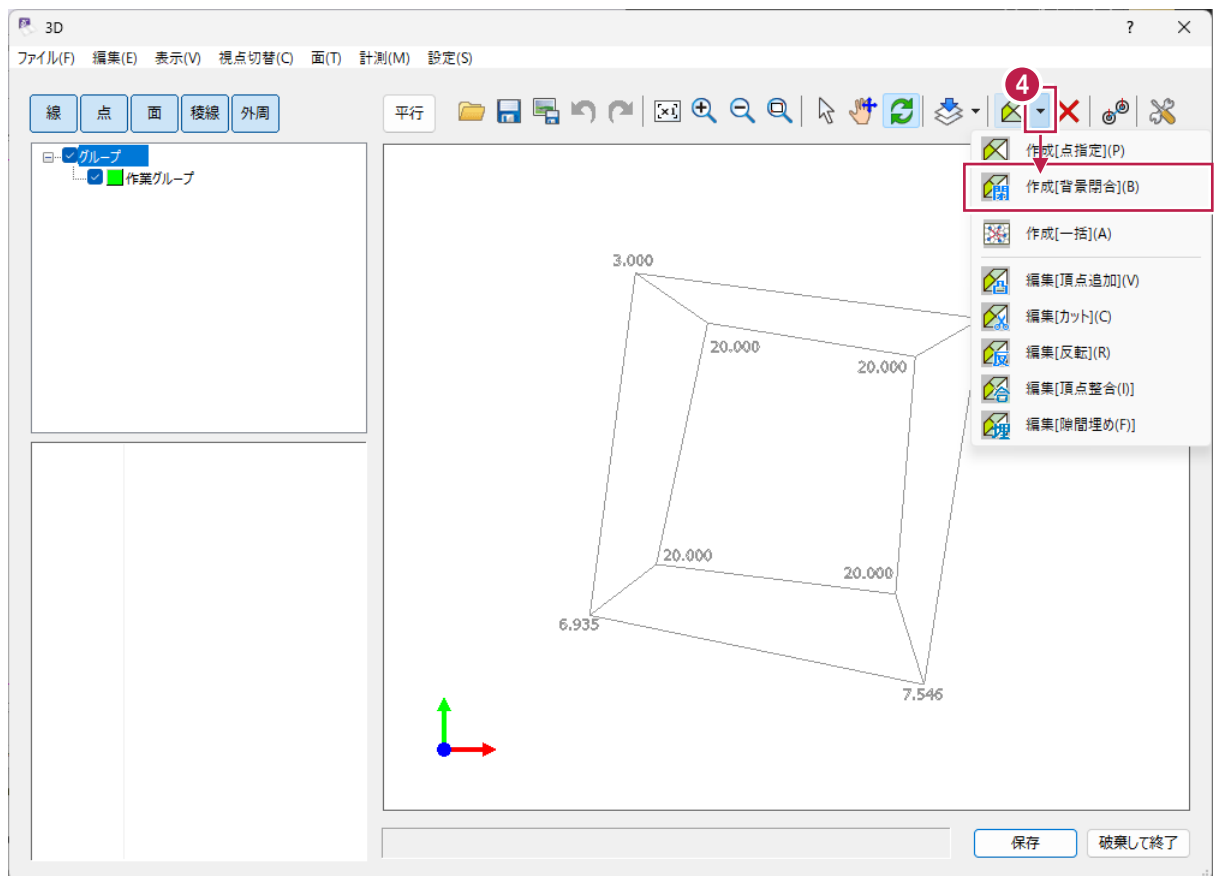 3D
?
ファイル(F) 編集(E) 表示(V) 視点切替(C) 面(T) 計測(M) 設定(S)
4
線 点 面 稜線 外周 平行
グループ
作業グループ
作成[点指定](P)
作成[背景閉合](B)
作成[一括](A)
編集[頂点追加](V)
編集[カット](C)
編集[反転](R)
編集[頂点整合(I)]
編集[隙間埋め(F)]
3.000
20.000
20.000
20.000
20.000
6.935
7.546
保存 破棄して終了